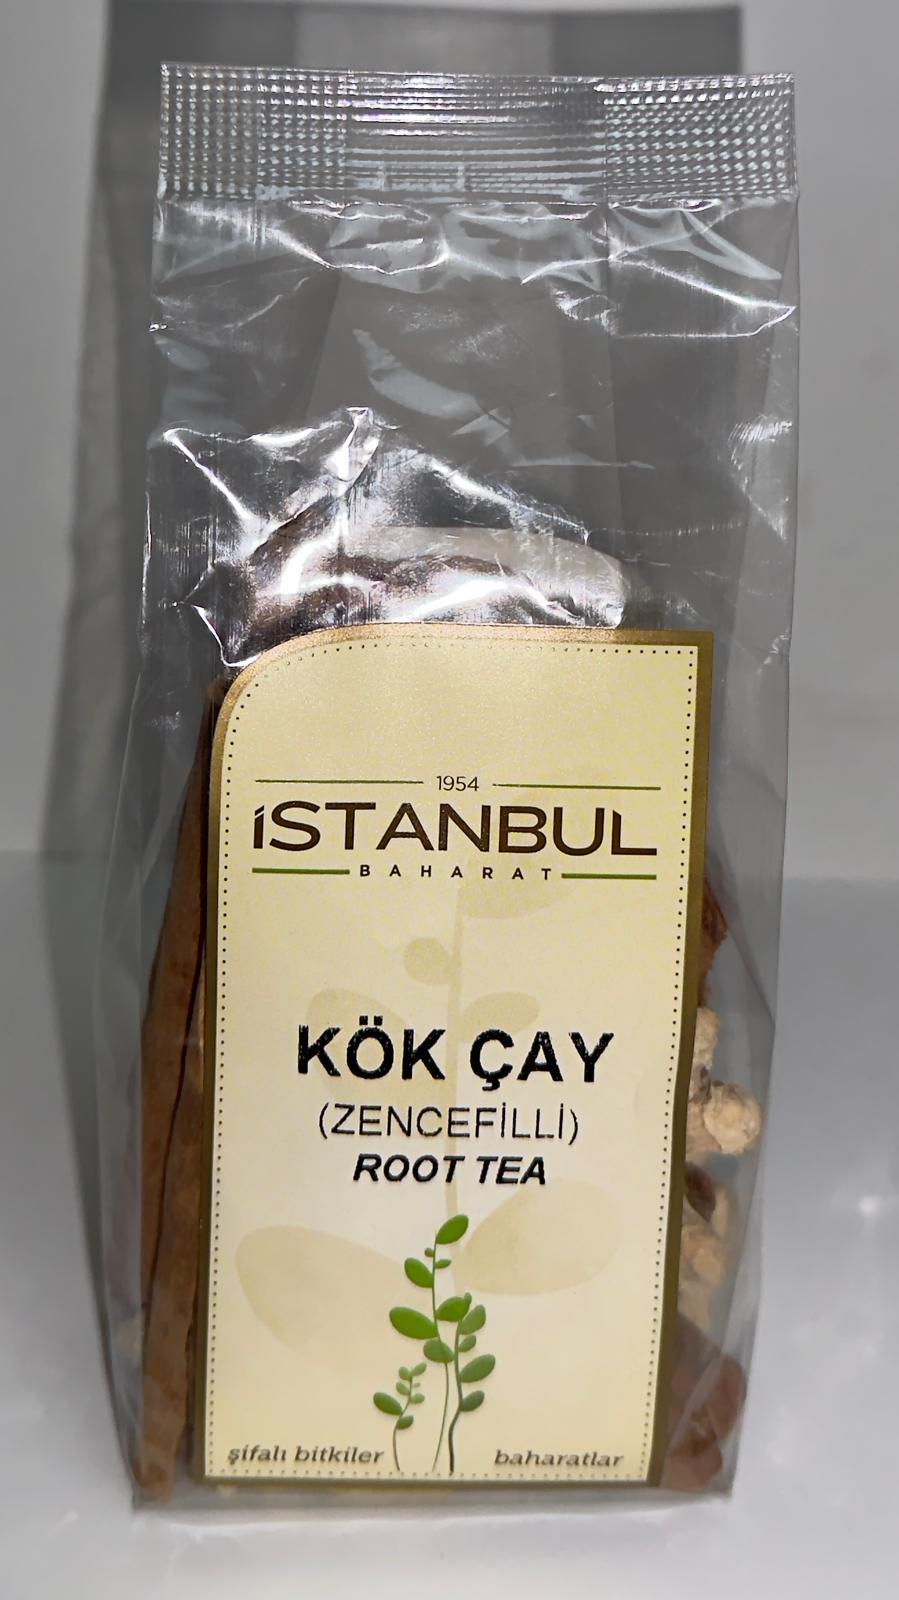 1954
İSTANBUL
BAHARAT
KÖK ÇAY
(ZENCEFİLLİ)
ROOT TEA
şifalı bitkiler baharatlar